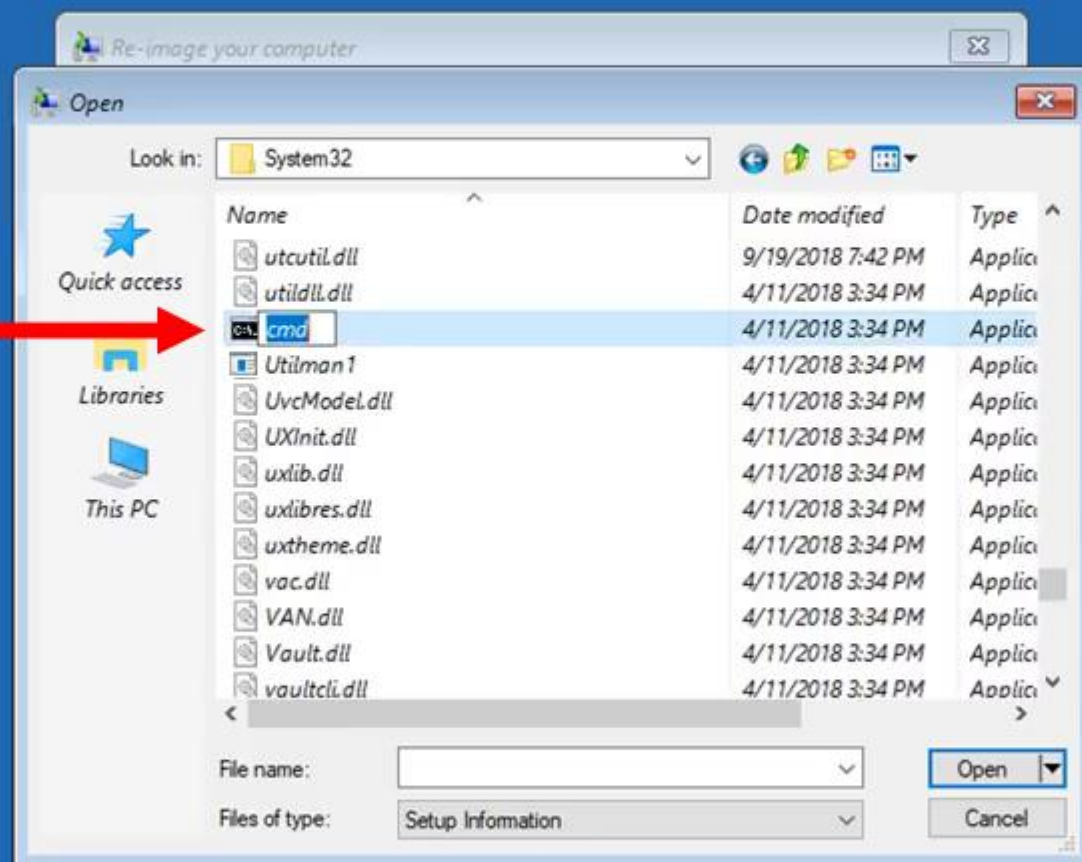 Re-image your computer
Open
Look in: System32
Name Date modified Type
utcutil.dll 9/19/2018 7:42 PM Applic
utildll.dll 4/11/2018 3:34 PM Applic
C:\. cmd 4/11/2018 3:34 PM Applic
Utilman1 4/11/2018 3:34 PM Applic
UvcModel.dll 4/11/2018 3:34 PM Applic
UXInit.dll 4/11/2018 3:34 PM Applic
uxlib.dll 4/11/2018 3:34 PM Applic
uxlibres.dll 4/11/2018 3:34 PM Applic
uxtheme.dll 4/11/2018 3:34 PM Applic
vac.dll 4/11/2018 3:34 PM Applic
VAN.dll 4/11/2018 3:34 PM Applic
Vault.dll 4/11/2018 3:34 PM Applic
vaultcli.dll 4/11/2018 3:34 PM Applic
Quick access
Libraries
This PC
File name: Open
Files of type: Setup Information Cancel